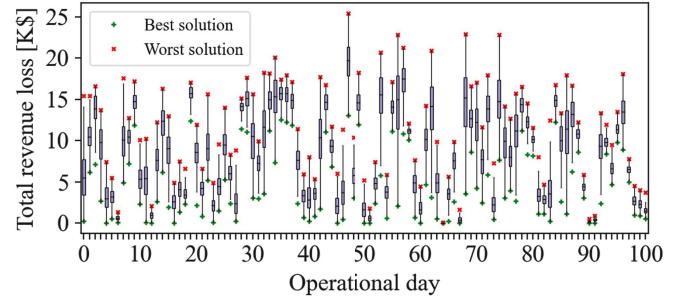 Total revenue loss [K$]
25
20
15
10
5
0
Best solution
Worst solution
0 10 20 30 40 50 60 70 80 90 100
Operational day